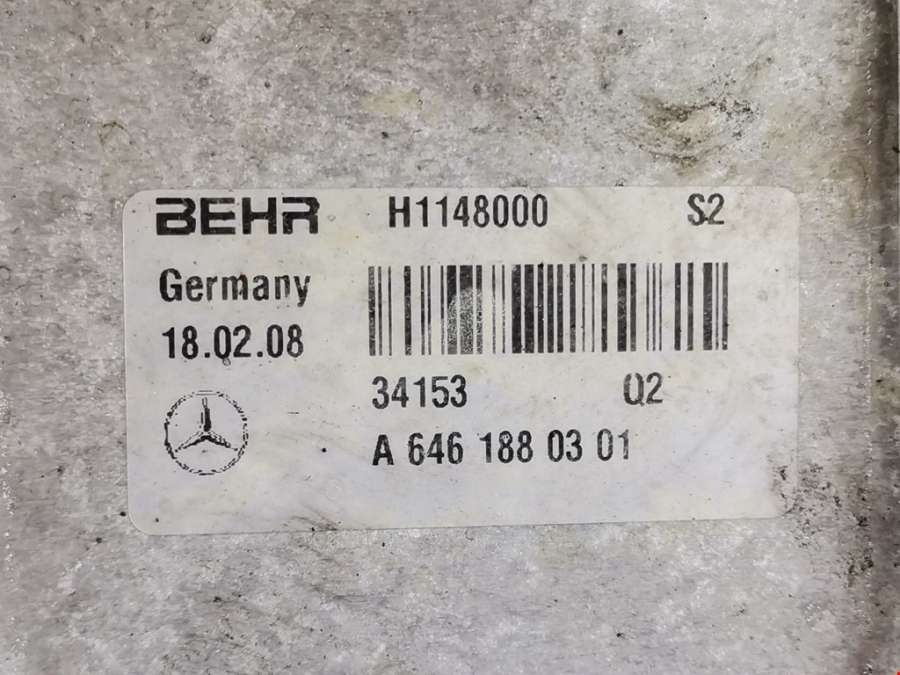 BEHR H1148000 S2
Germany
18.02.08
34153 Q2
A 646 188 03 01